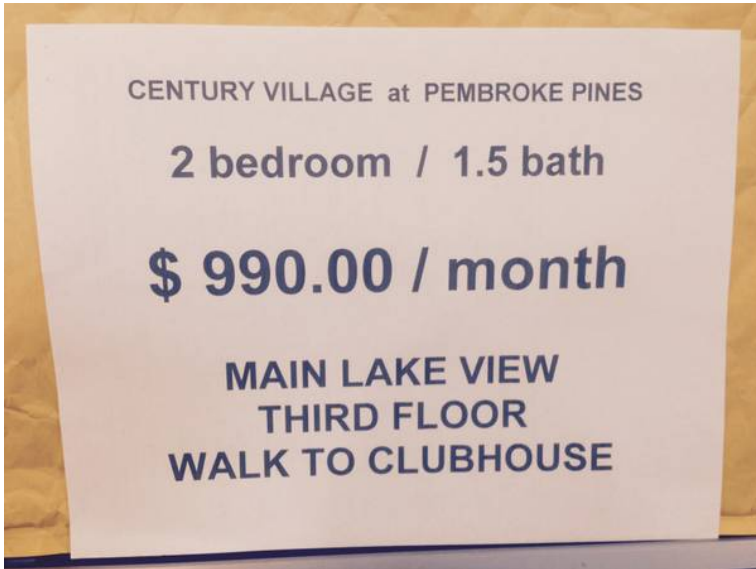 CENTURY VILLAGE at PEMBROKE PINES
2 bedroom / 1.5 bath
$ 990.00 / month
MAIN LAKE VIEW
THIRD FLOOR
WALK TO CLUBHOUSE